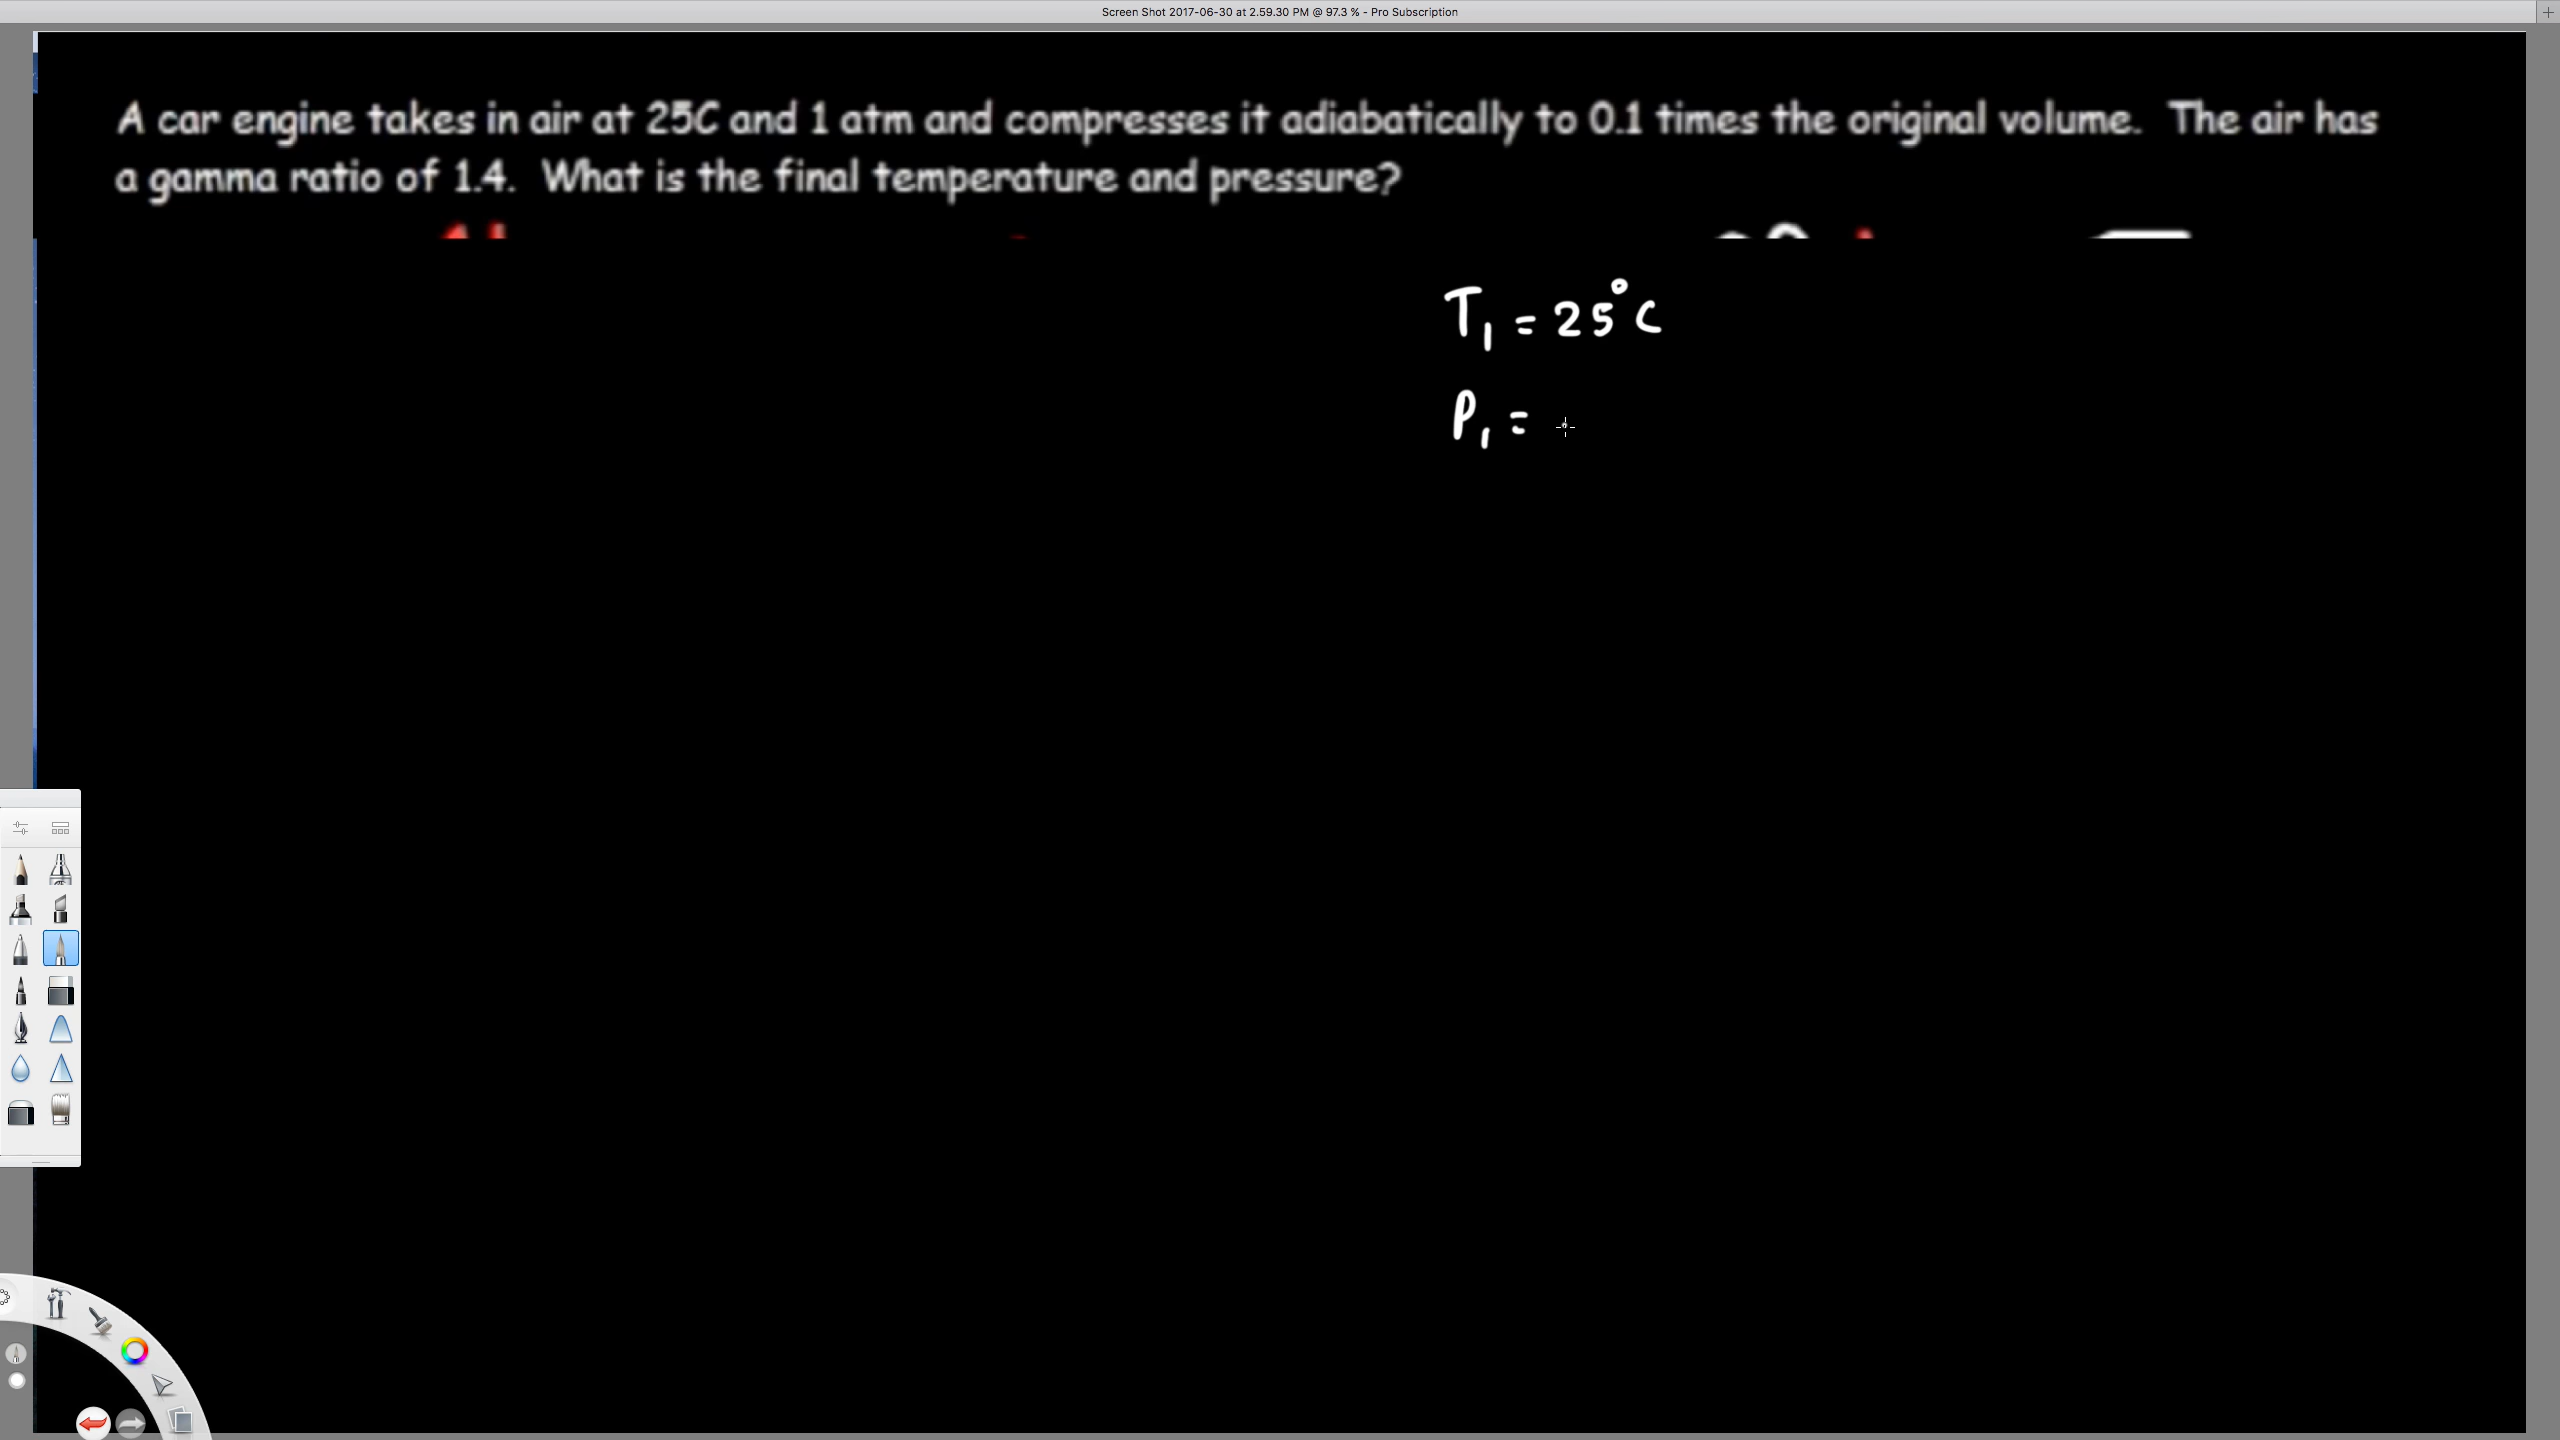 Screen Shot 2017-06-30 at 2.59.30 PM @ 97.3 % - Pro Subscription
A car engine takes in air at 25C and 1 atm and compresses it adiabatically to 0.1 times the original volume. The air has
a gamma ratio of 1.4. What is the final temperature and pressure?
T₁ = 25°C
P₁ =